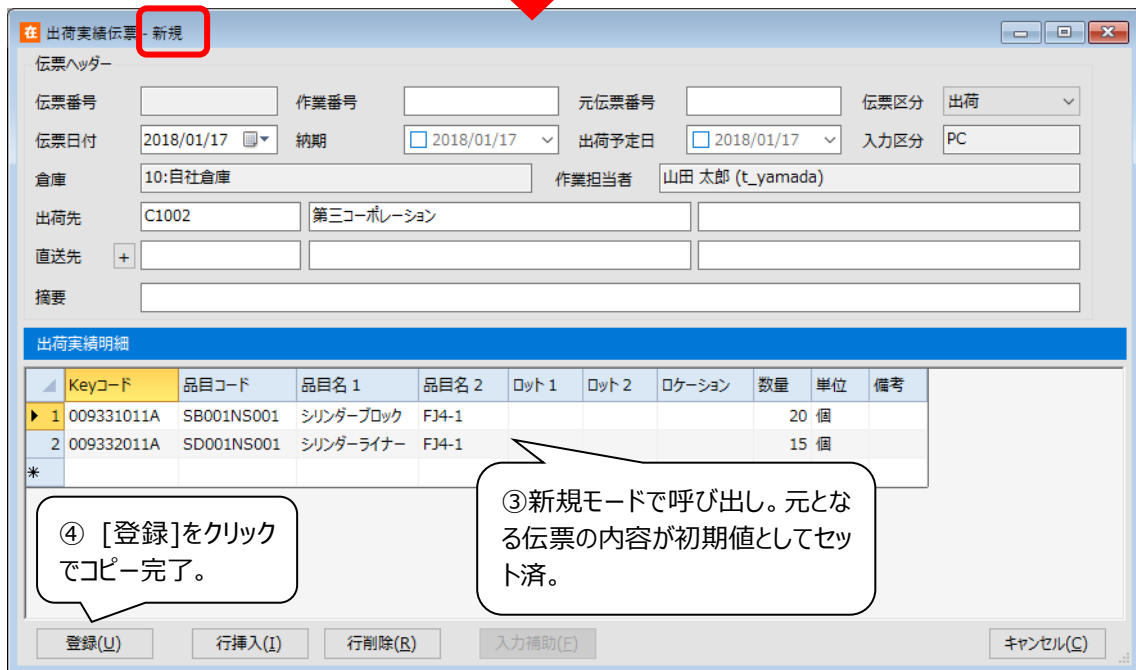 在 出荷実績伝票 - 新規
伝票ヘッダー
伝票番号 作業番号 元伝票番号 伝票区分 出荷
伝票日付 2018/01/17 納期 2018/01/17 出荷予定日 2018/01/17 入力区分 PC
倉庫 10:自社倉庫 作業担当者 山田 太郎 (t_yamada)
出荷先 C1002 第三コーポレーション
直送先 +
摘要
出荷実績明細
Keyコード 品目コード 品目名 1 品目名 2 ロット 1 ロット 2 ロケーション 数量 単位 備考
1 009331011A SB001NS001 シリンダーブロック FJ4-1 20 個
2 009332011A SD001NS001 シリンダーライナー FJ4-1 15 個
*
③新規モードで呼び出し。元とな
る伝票の内容が初期値としてセッ
ト済。
④ [登録]をクリック
でコピー完了。
登録(U) 行挿入(I) 行削除(R) 入力補助(F) キャンセル(C)